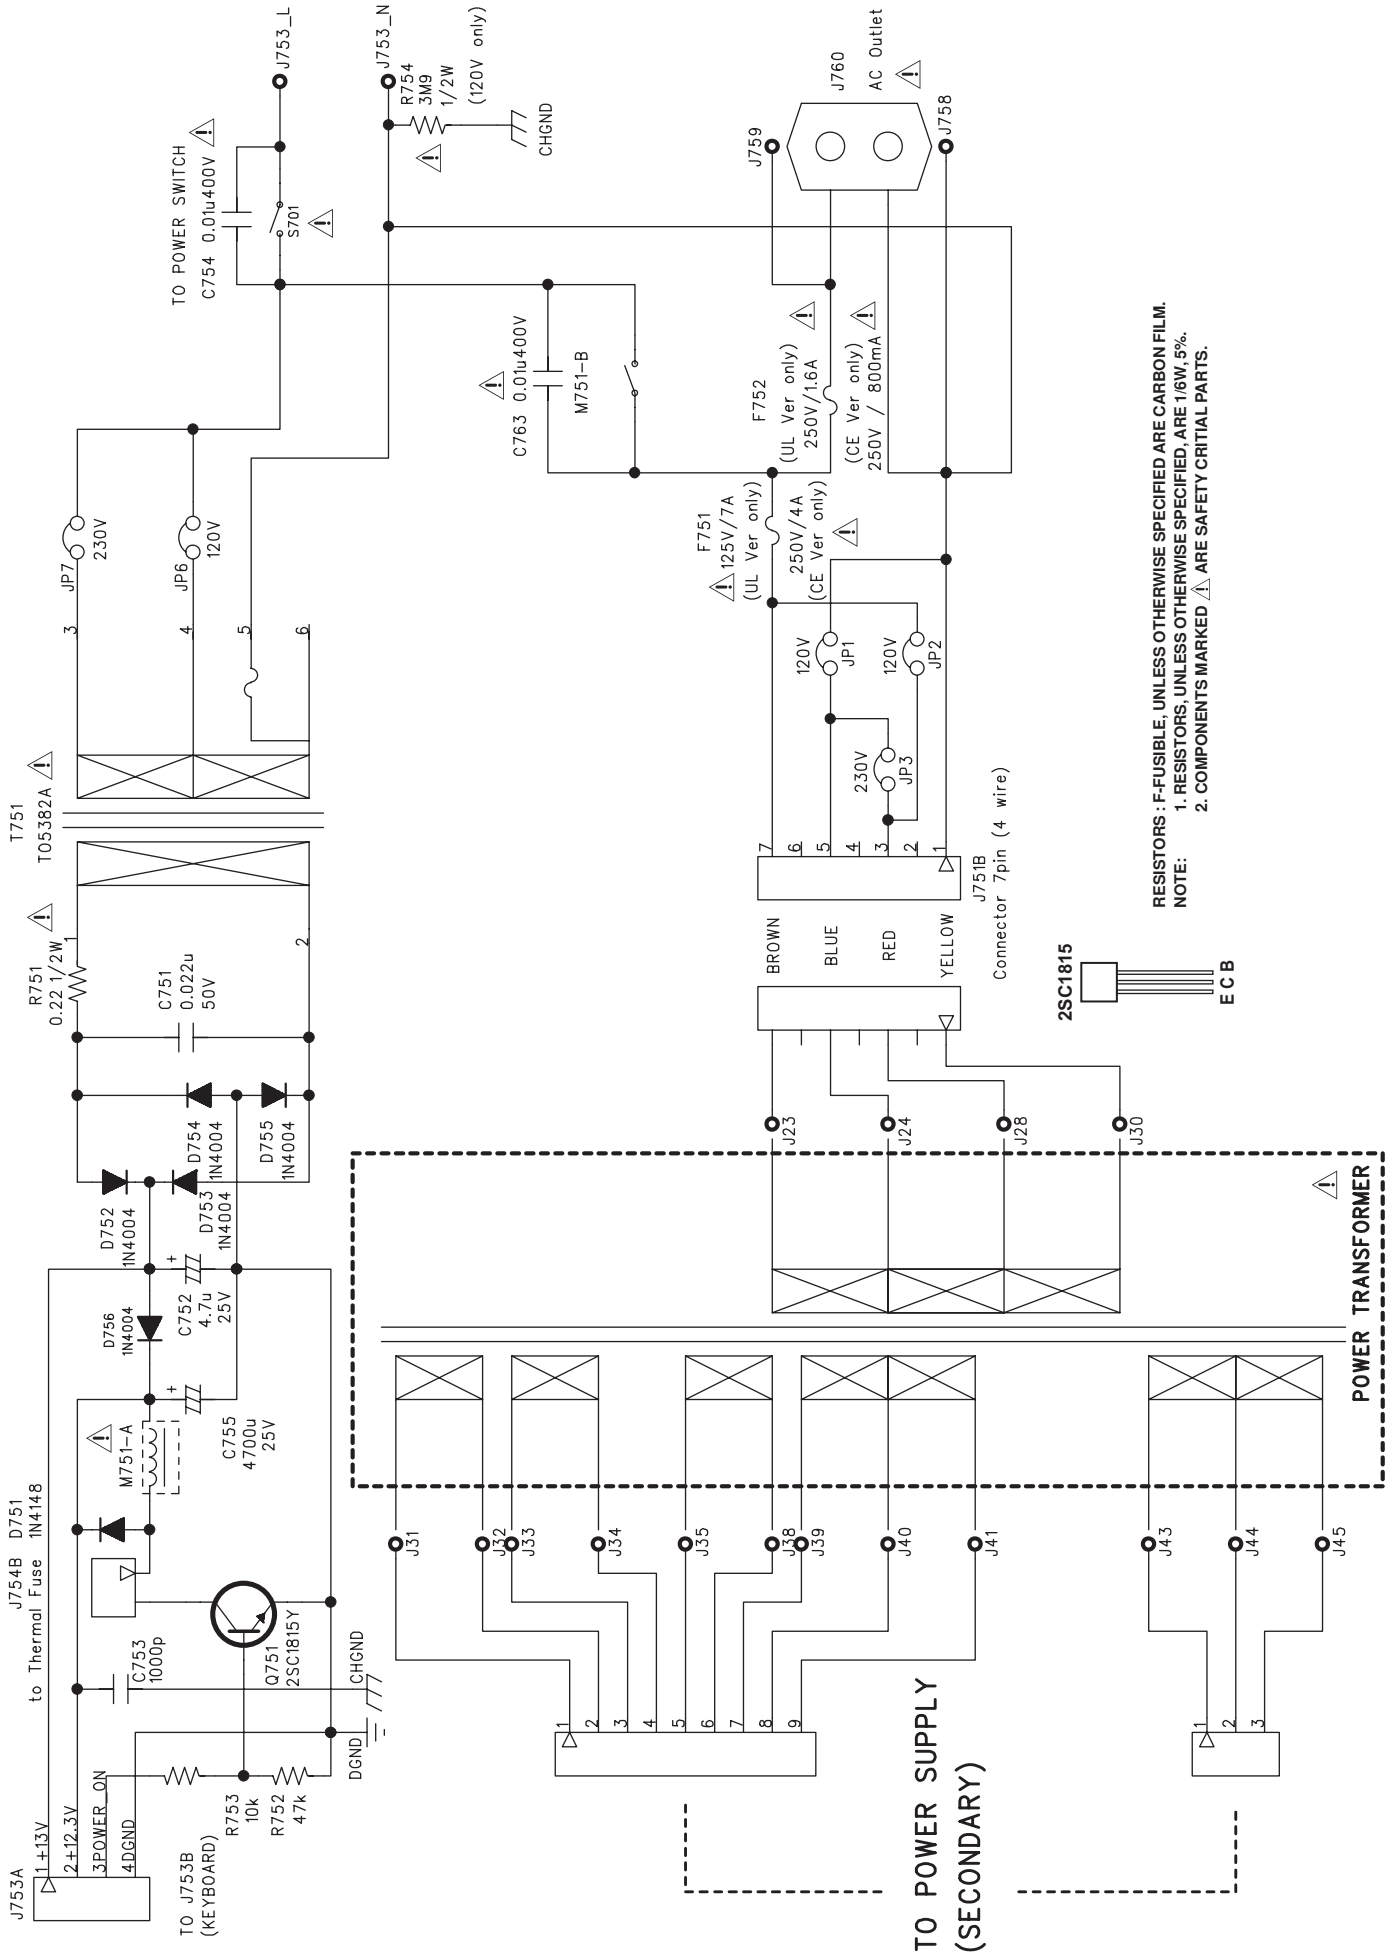 J753A
1 +13V
2 +12.3V
3 POWER_ON
4 DGND
TO J753B
(KEYBOARD)
J754B
to Thermal Fuse
D751
1N4148
C753
1000p
R753
10k
R752
47k
DGND
CHGND
Q751
2SC1815Y
M751-A
C755
4700u
25V
+
D756
1N4004
C752
4.7u
25V
+
D752
1N4004
D753
1N4004
D754
1N4004
D755
1N4004
R751
0.22 1/2W
C751
0.022u
50V
1
2
T751
TO5382A
3
4
5
6
JP7
230V
JP6
120V
TO POWER SWITCH
C754 0.01u400V
S701
J753_L
J753_N
R754
3M9
1/2W
(120V only)
CHGND
C763 0.01u400V
M751-B
F751
125V/7A
(UL Ver only)
250V/4A
(CE Ver only)
F752
(UL Ver only)
250V/1.6A
(CE Ver only)
250V / 800mA
J759
J760
AC Outlet
J758
120V
JP1
120V
JP2
230V
JP3
7
6
5
4
3
2
1
J751B
Connector 7pin (4 wire)
BROWN
BLUE
RED
YELLOW
J23
J24
J28
J30
POWER TRANSFORMER
J31
J32
J33
J34
J35
J38
J39
J40
J41
J43
J44
J45
1
2
3
4
5
6
7
8
9
1
2
3
TO POWER SUPPLY
(SECONDARY)
2SC1815
E C B
RESISTORS : F-FUSIBLE, UNLESS OTHERWISE SPECIFIED ARE CARBON FILM.
NOTE: 1. RESISTORS, UNLESS OTHERWISE SPECIFIED, ARE 1/6W, 5%.
2. COMPONENTS MARKED ! ARE SAFETY CRITIAL PARTS.